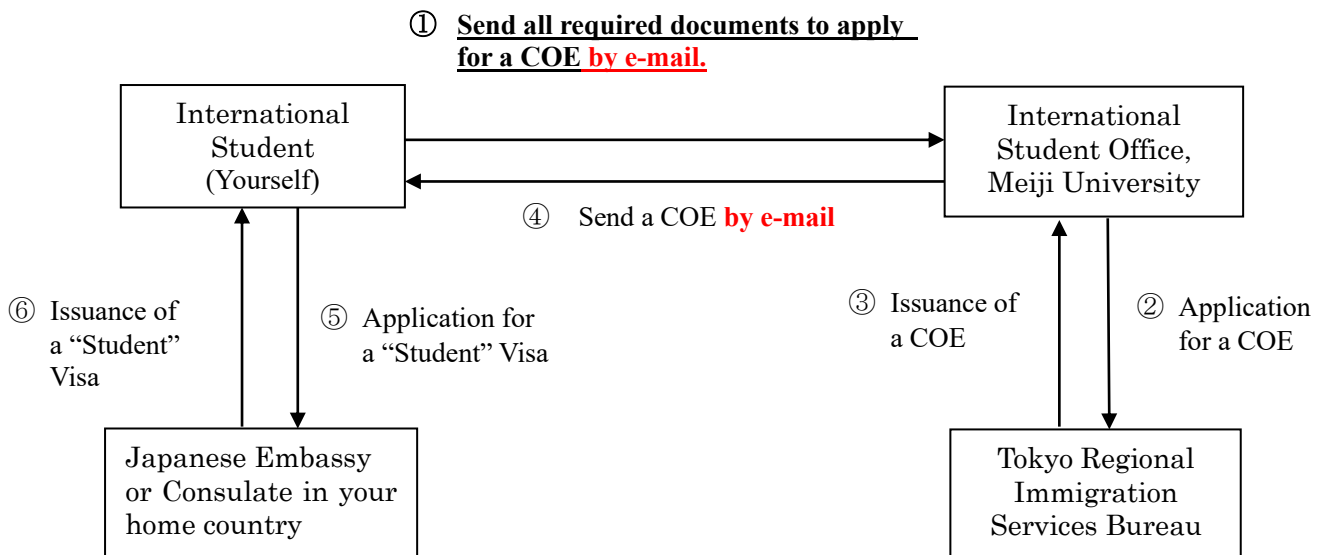 ① Send all required documents to apply
for a COE by e-mail.
International
Student
(Yourself)
International
Student Office,
Meiji University
④ Send a COE by e-mail
⑥ Issuance of
a “Student”
Visa
⑤ Application for
a “Student” Visa
③ Issuance of
a COE
② Application
for a COE
Japanese Embassy
or Consulate in your
home country
Tokyo Regional
Immigration
Services Bureau